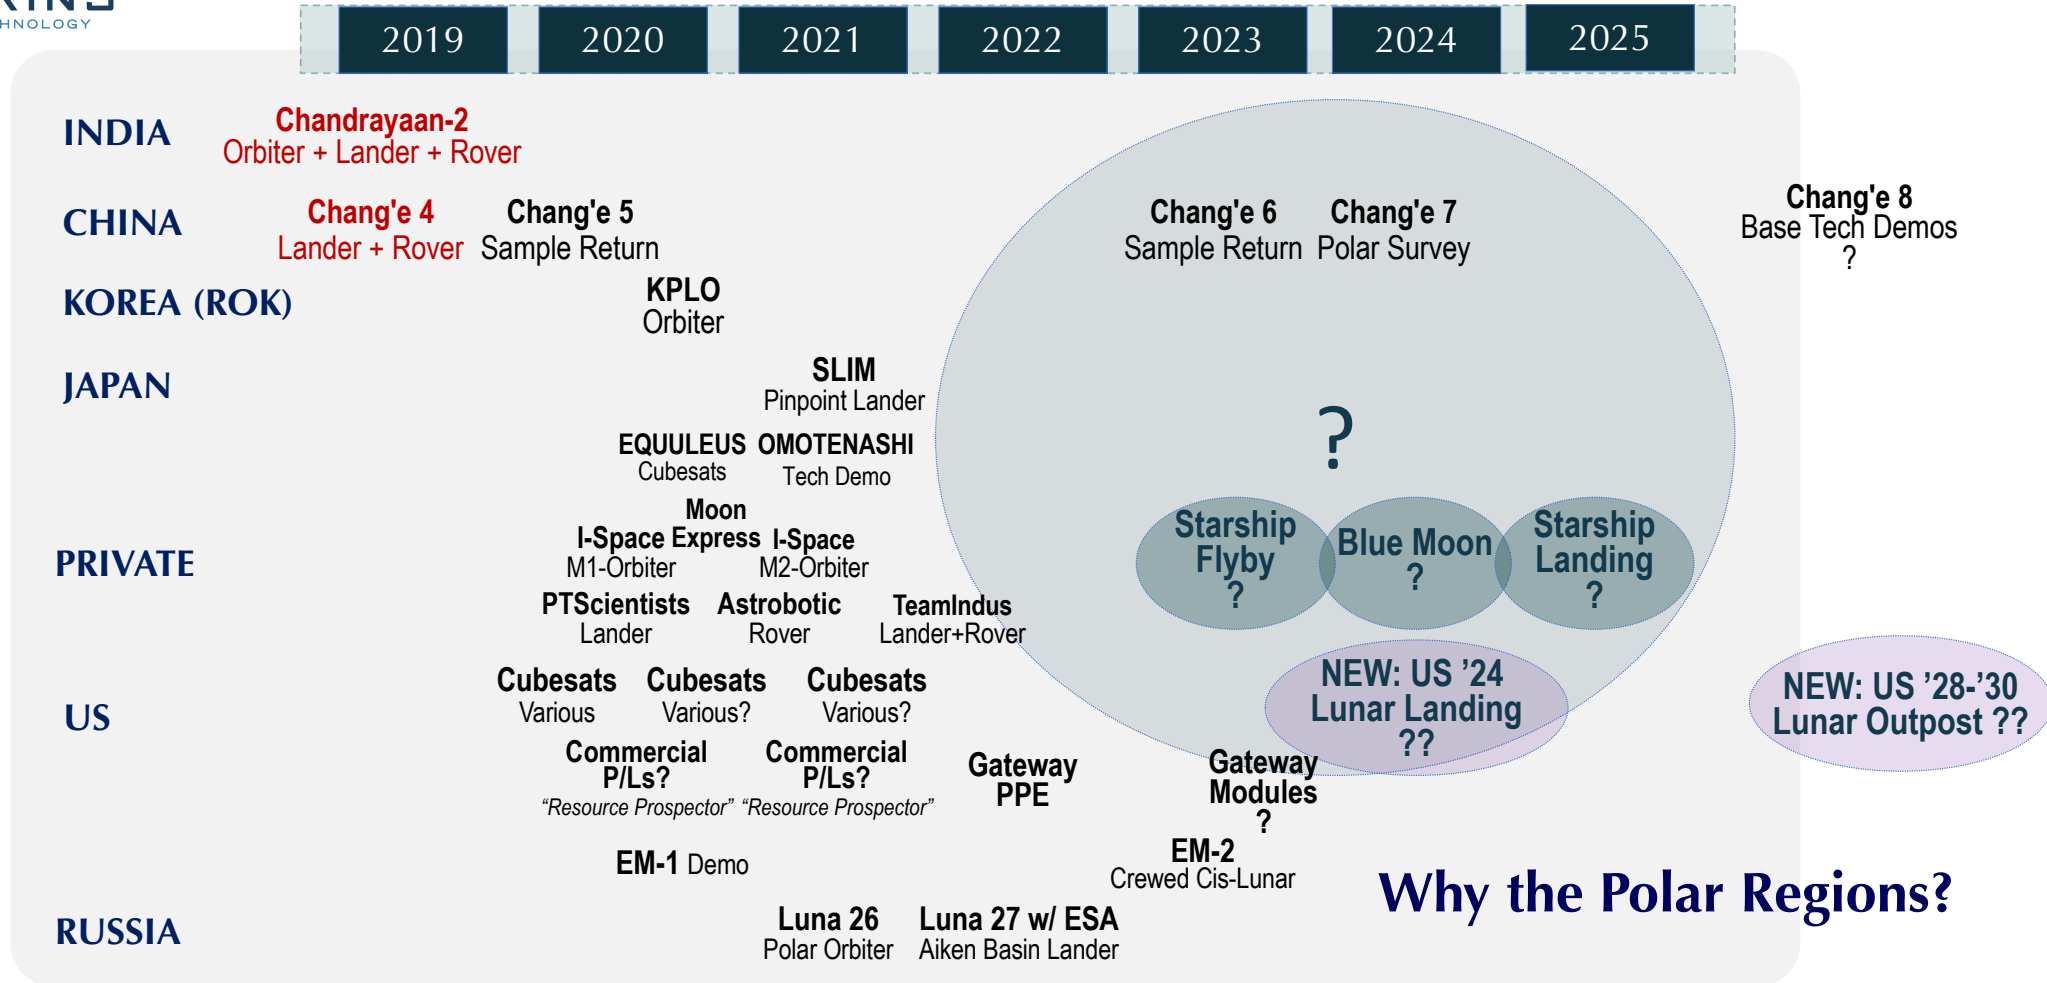 CHNOLOGY
2019 2020 2021 2022 2023 2024 2025
INDIA
Chandrayaan-2
Orbiter + Lander + Rover
CHINA
Chang'e 4
Lander + Rover
Chang'e 5
Sample Return
Chang'e 6
Sample Return
Chang'e 7
Polar Survey
Chang'e 8
Base Tech Demos
?
KOREA (ROK)
KPLO
Orbiter
JAPAN
SLIM
Pinpoint Lander
EQUULEUS
Cubesats
OMOTENASHI
Tech Demo
?
PRIVATE
I-Space
M1-Orbiter
Moon
Express
I-Space
M2-Orbiter
PTScientists
Lander
Astrobotic
Rover
TeamIndus
Lander+Rover
Starship
Flyby
?
Blue Moon
?
Starship
Landing
?
US
Cubesats
Various
Cubesats
Various?
Cubesats
Various?
Commercial
P/Ls?
“Resource Prospector”
Commercial
P/Ls?
“Resource Prospector”
Gateway
PPE
Gateway
Modules
?
NEW: US ’24
Lunar Landing
??
NEW: US ’28-’30
Lunar Outpost ??
EM-1 Demo
EM-2
Crewed Cis-Lunar
RUSSIA
Luna 26
Polar Orbiter
Luna 27 w/ ESA
Aiken Basin Lander
Why the Polar Regions?